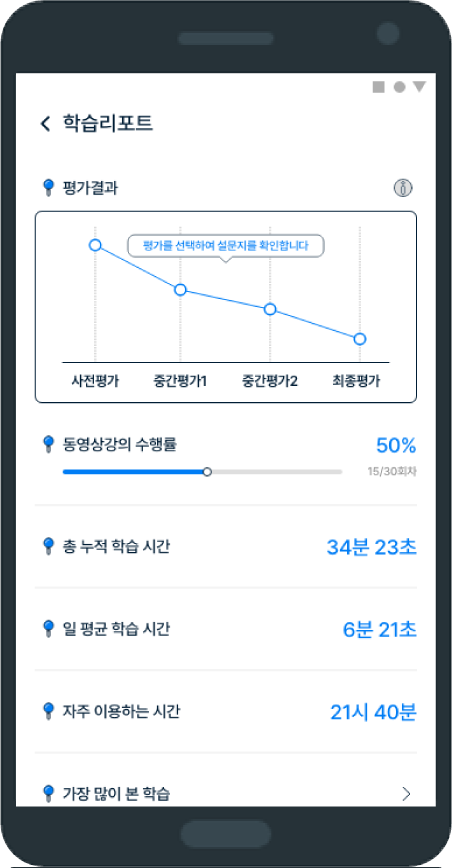 학습리포트
평가결과
평가를 선택하여 설문지를 확인합니다
사전평가 중간평가1 중간평가2 최종평가
동영상강의 수행률 50%
15/30회차
총 누적 학습 시간 34분 23초
일 평균 학습 시간 6분 21초
자주 이용하는 시간 21시 40분
가장 많이 본 학습